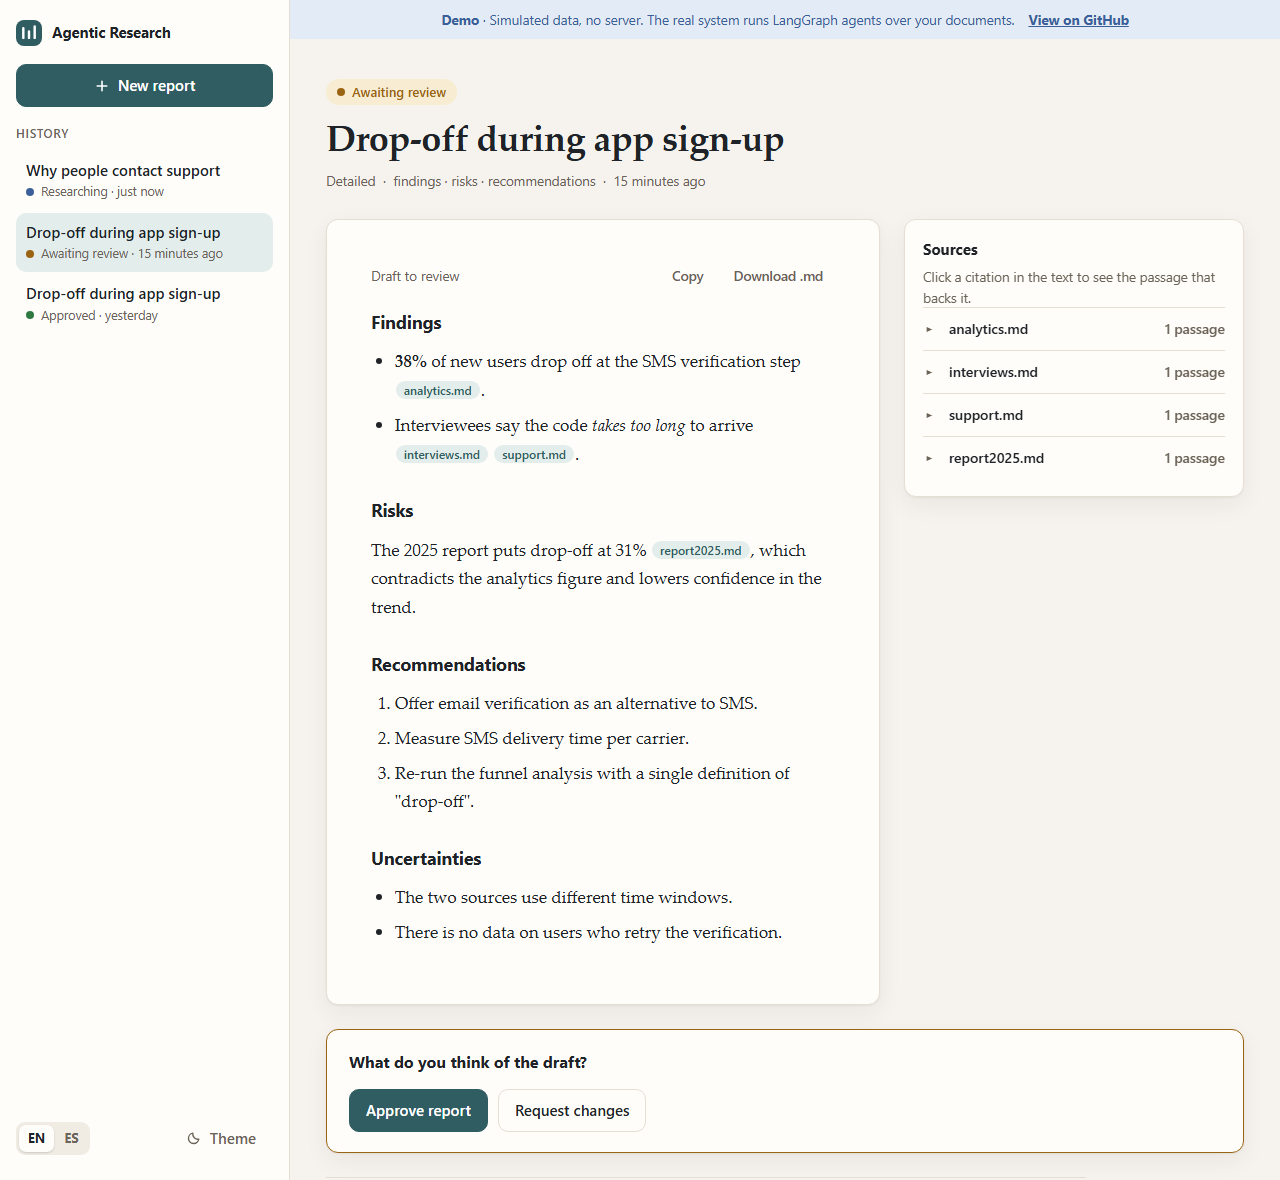 Agentic Research
+ New report
HISTORY
Why people contact support
Researching · just now
Drop-off during app sign-up
Awaiting review · 15 minutes ago
Drop-off during app sign-up
Approved · yesterday
EN ES
Theme
Demo · Simulated data, no server. The real system runs LangGraph agents over your documents. View on GitHub
Awaiting review
Drop-off during app sign-up
Detailed · findings · risks · recommendations · 15 minutes ago
Draft to review Copy Download .md
Findings
• 38% of new users drop off at the SMS verification step
analytics.md .
• Interviewees say the code takes too long to arrive
interviews.md support.md .
Risks
The 2025 report puts drop-off at 31% report2025.md , which
contradicts the analytics figure and lowers confidence in the
trend.
Recommendations
1. Offer email verification as an alternative to SMS.
2. Measure SMS delivery time per carrier.
3. Re-run the funnel analysis with a single definition of
"drop-off".
Uncertainties
• The two sources use different time windows.
• There is no data on users who retry the verification.
Sources
Click a citation in the text to see the passage that
backs it.
analytics.md 1 passage
interviews.md 1 passage
support.md 1 passage
report2025.md 1 passage
What do you think of the draft?
Approve report Request changes